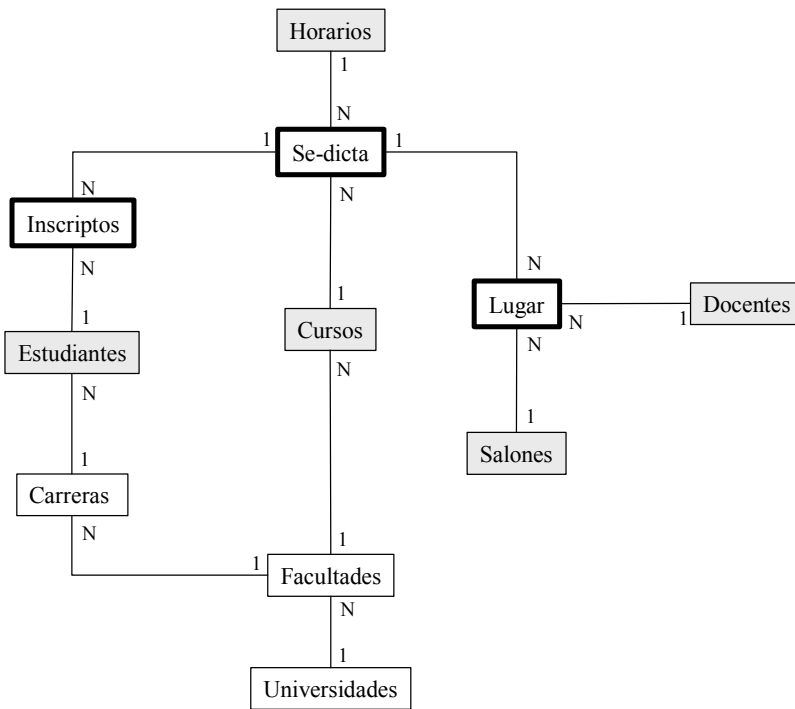 Horarios
1
N
1
Se-dicta
1
N
N
Inscriptos
N
N
1
Lugar
N
1
Docentes
N
1
Estudiantes
N
1
Cursos
N
N
1
Salones
1
Carreras
N
1
1
Facultades
N
1
Universidades